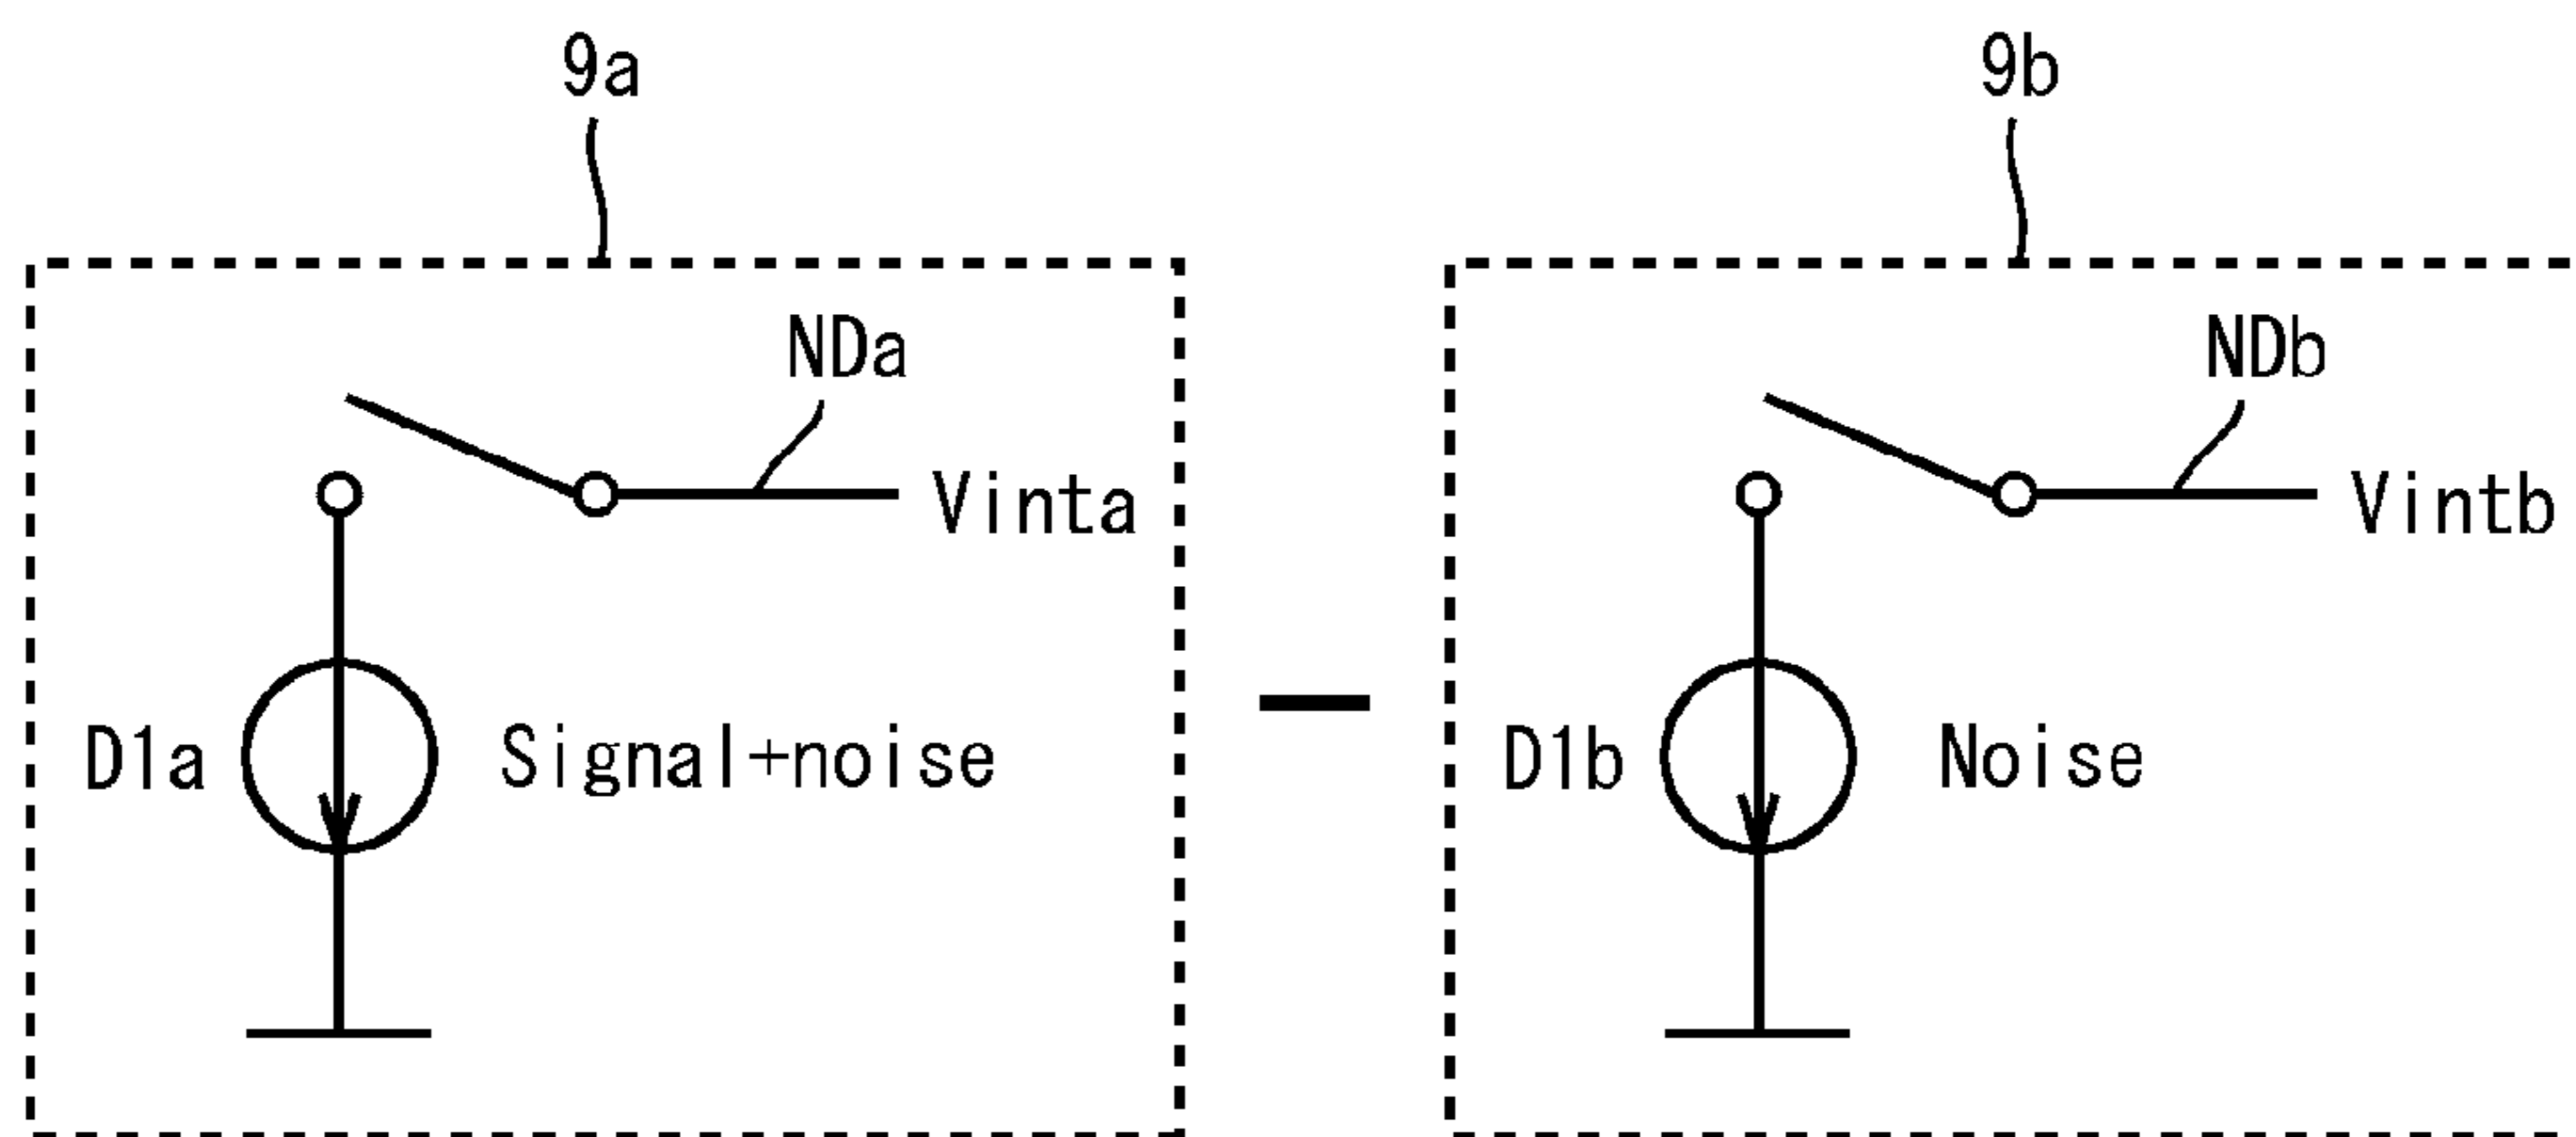 9a
9b
NDa
NDb
Vinta
Vintb
D1a
Signal+noise
D1b
Noise